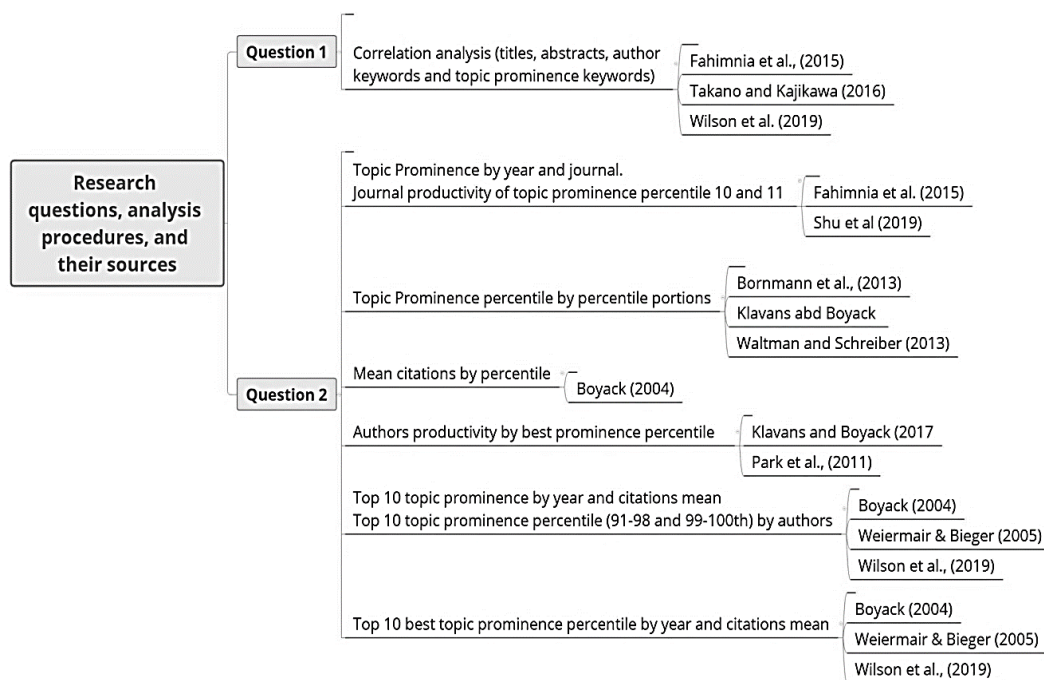 Research
questions, analysis
procedures, and
their sources
Question 1
Correlation analysis (titles, abstracts, author
keywords and topic prominence keywords)
Fahimnia et al., (2015)
Takano and Kajikawa (2016)
Wilson et al. (2019)
Question 2
Topic Prominence by year and journal.
Journal productivity of topic prominence percentile 10 and 11
Fahimnia et al. (2015)
Shu et al (2019)
Topic Prominence percentile by percentile portions
Bornmann et al., (2013)
Klavans abd Boyack
Waltman and Schreiber (2013)
Mean citations by percentile
Boyack (2004)
Authors productivity by best prominence percentile
Klavans and Boyack (2017
Park et al., (2011)
Top 10 topic prominence by year and citations mean
Top 10 topic prominence percentile (91-98 and 99-100th) by authors
Boyack (2004)
Weiermair & Bieger (2005)
Wilson et al., (2019)
Top 10 best topic prominence percentile by year and citations mean
Boyack (2004)
Weiermair & Bieger (2005)
Wilson et al., (2019)